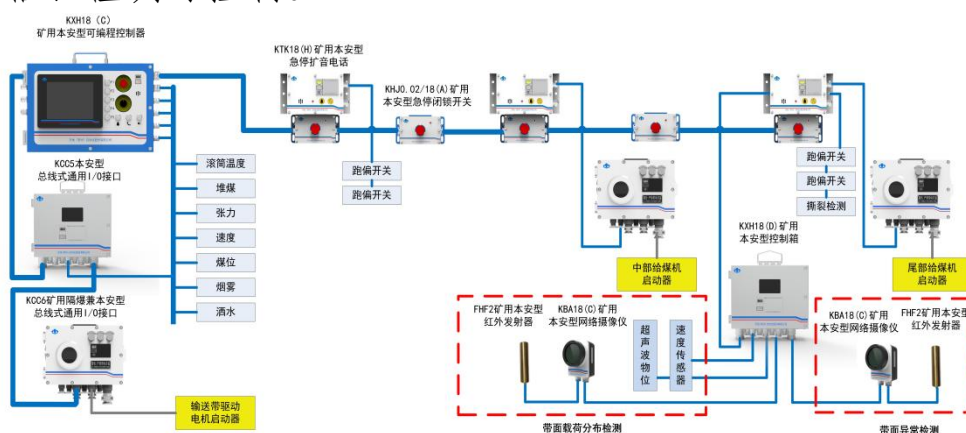 KXH18（C）
矿用本安型可编程控制器
KTK18(H)矿用本安型
急停扩音电话
KHJ0.02/18(A)矿用
本安型急停闭锁开关
KCC5本安型
总线式通用I/O接口
滚筒温度
堆煤
张力
速度
煤位
烟雾
洒水
跑偏开关
跑偏开关
跑偏开关
跑偏开关
撕裂检测
KXH18(D)矿用
本安型控制箱
中部给煤机
启动器
尾部给煤机
启动器
KCC6矿用隔爆兼本安型
总线式通用I/O接口
输送带驱动
电机启动器
FHF2矿用本安型
红外发射器
KBA18(C)矿用
本安型网络摄像仪
超声波物位
速度传感器
KBA18(C)矿用
本安型网络摄像仪
FHF2矿用本安型
红外发射器
带面载荷分布检测
带面异常检测